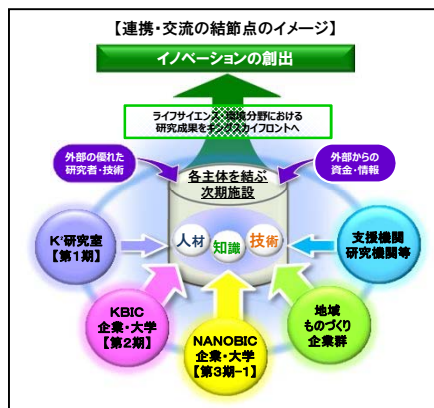 【連携・交流の結節点のイメージ】
イノベーションの創出
ライフサイエンス・環境分野における
研究成果をキングスカイフロントへ
外部の優れた
研究者・技術
外部からの
資金・情報
各主体を結ぶ
次期施設
人材
知識
技術
K²研究室
【第1期】
支援機関
研究機関等
KBIC
企業・大学
【第2期】
NANOBIC
企業・大学
【第3期-1】
地域
ものづくり
企業群